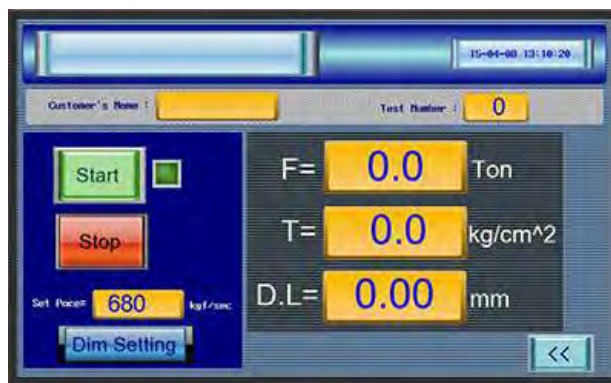 15-04-08 13:10:20
Customer's Name :
Test Number : 0
Start
F= 0.0 Ton
Stop
T= 0.0 kg/cm^2
Set Pace= 680 kgf/sec
D.L= 0.00 mm
Dim Setting
<<